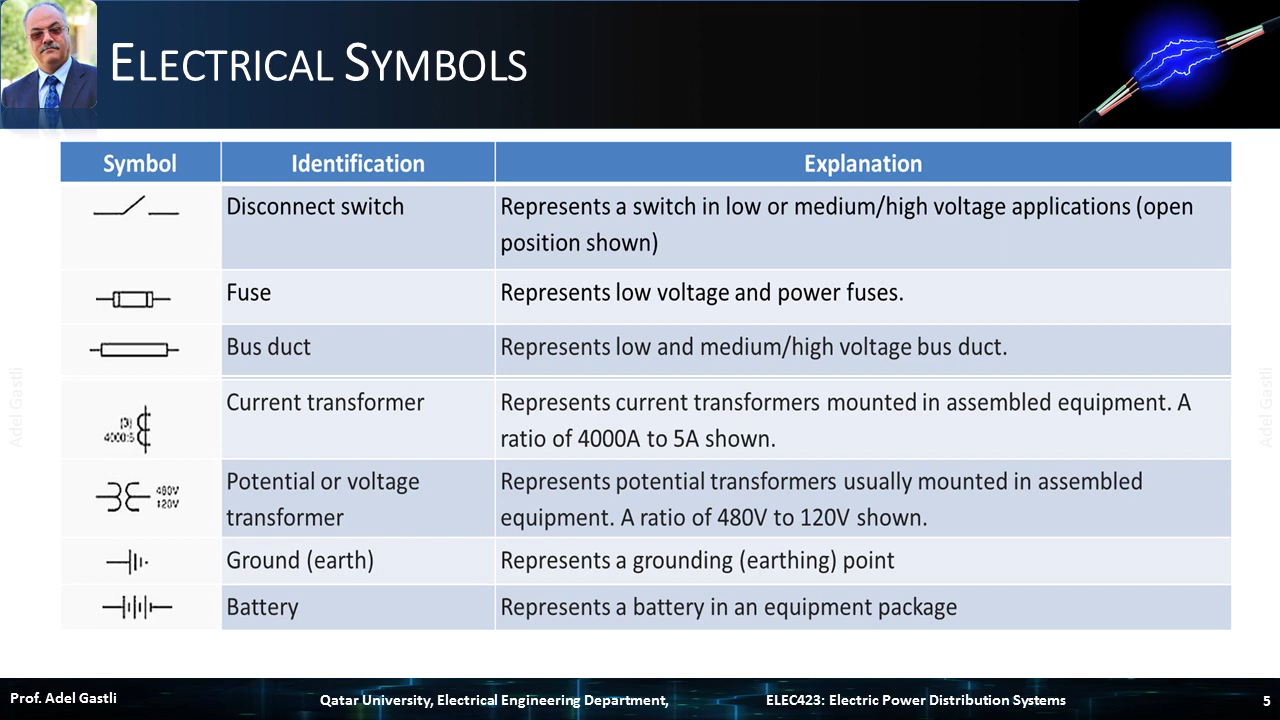 ELECTRICAL SYMBOLS
Symbol Identification Explanation
Disconnect switch Represents a switch in low or medium/high voltage applications (open
position shown)
Fuse Represents low voltage and power fuses.
Bus duct Represents low and medium/high voltage bus duct.
Current transformer Represents current transformers mounted in assembled equipment. A
ratio of 4000A to 5A shown.
(3)
4000:5
Potential or voltage Represents potential transformers usually mounted in assembled
transformer equipment. A ratio of 480V to 120V shown.
480V
120V
Ground (earth) Represents a grounding (earthing) point
Battery Represents a battery in an equipment package
Adel Gastli
Adel Gastli
Prof. Adel Gastli Qatar University, Electrical Engineering Department, ELEC423: Electric Power Distribution Systems 5